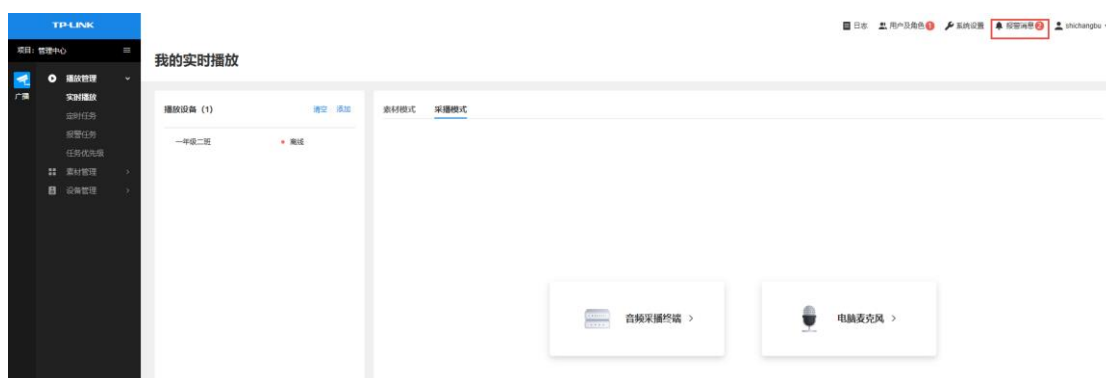 TP-LINK
日志 用户及角色 1 系统设置 报警消息 2 shichangbu
项目：管理中心
我的实时播放
广播
播放管理
实时播放
定时任务
报警任务
任务优先级
素材管理
设备管理
播放设备（1） 清空 添加
一年级二班 离线
素材模式 采播模式
音频采播终端
电脑麦克风